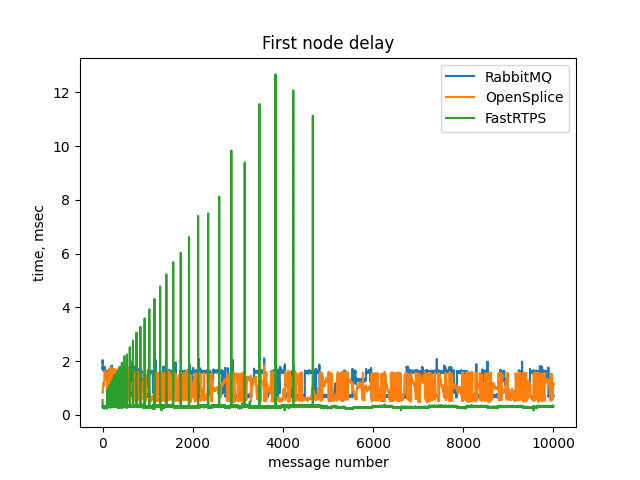 First node delay
RabbitMQ
OpenSplice
FastRTPS
time, msec
12
10
8
6
4
2
0
0 2000 4000 6000 8000 10000
message number